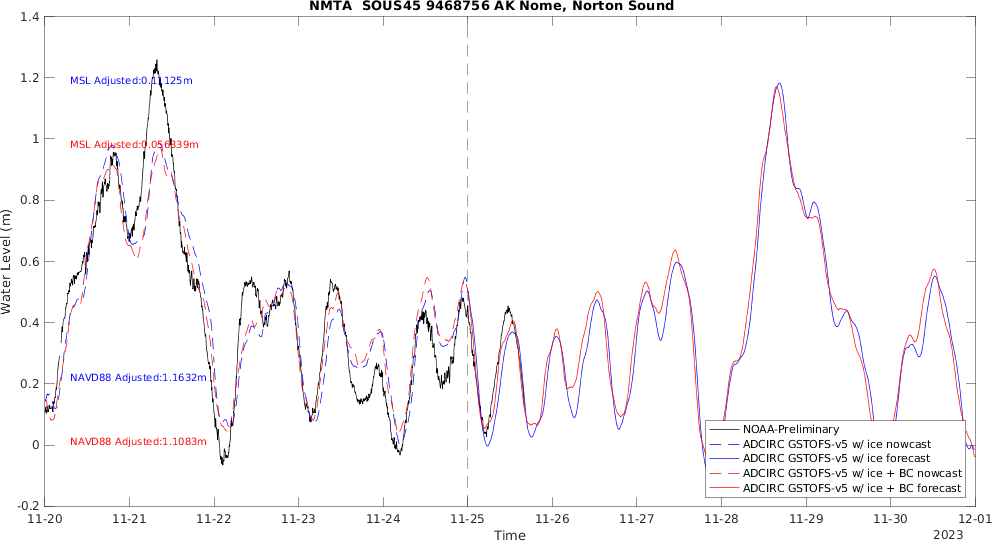 NMTA SOUS45 9468756 AK Nome, Norton Sound
1.4
1.2
1
0.8
0.6
0.4
0.2
0
-0.2
Water Level (m)
MSL Adjusted:0.11125m
MSL Adjusted:0.056339m
NAVD88 Adjusted:1.1632m
NAVD88 Adjusted:1.1083m
NOAA-Preliminary
ADCIRC GSTOFS-v5 w/ ice nowcast
ADCIRC GSTOFS-v5 w/ ice forecast
ADCIRC GSTOFS-v5 w/ ice + BC nowcast
ADCIRC GSTOFS-v5 w/ ice + BC forecast
11-20 11-21 11-22 11-23 11-24 11-25 11-26 11-27 11-28 11-29 11-30 12-01
Time
2023